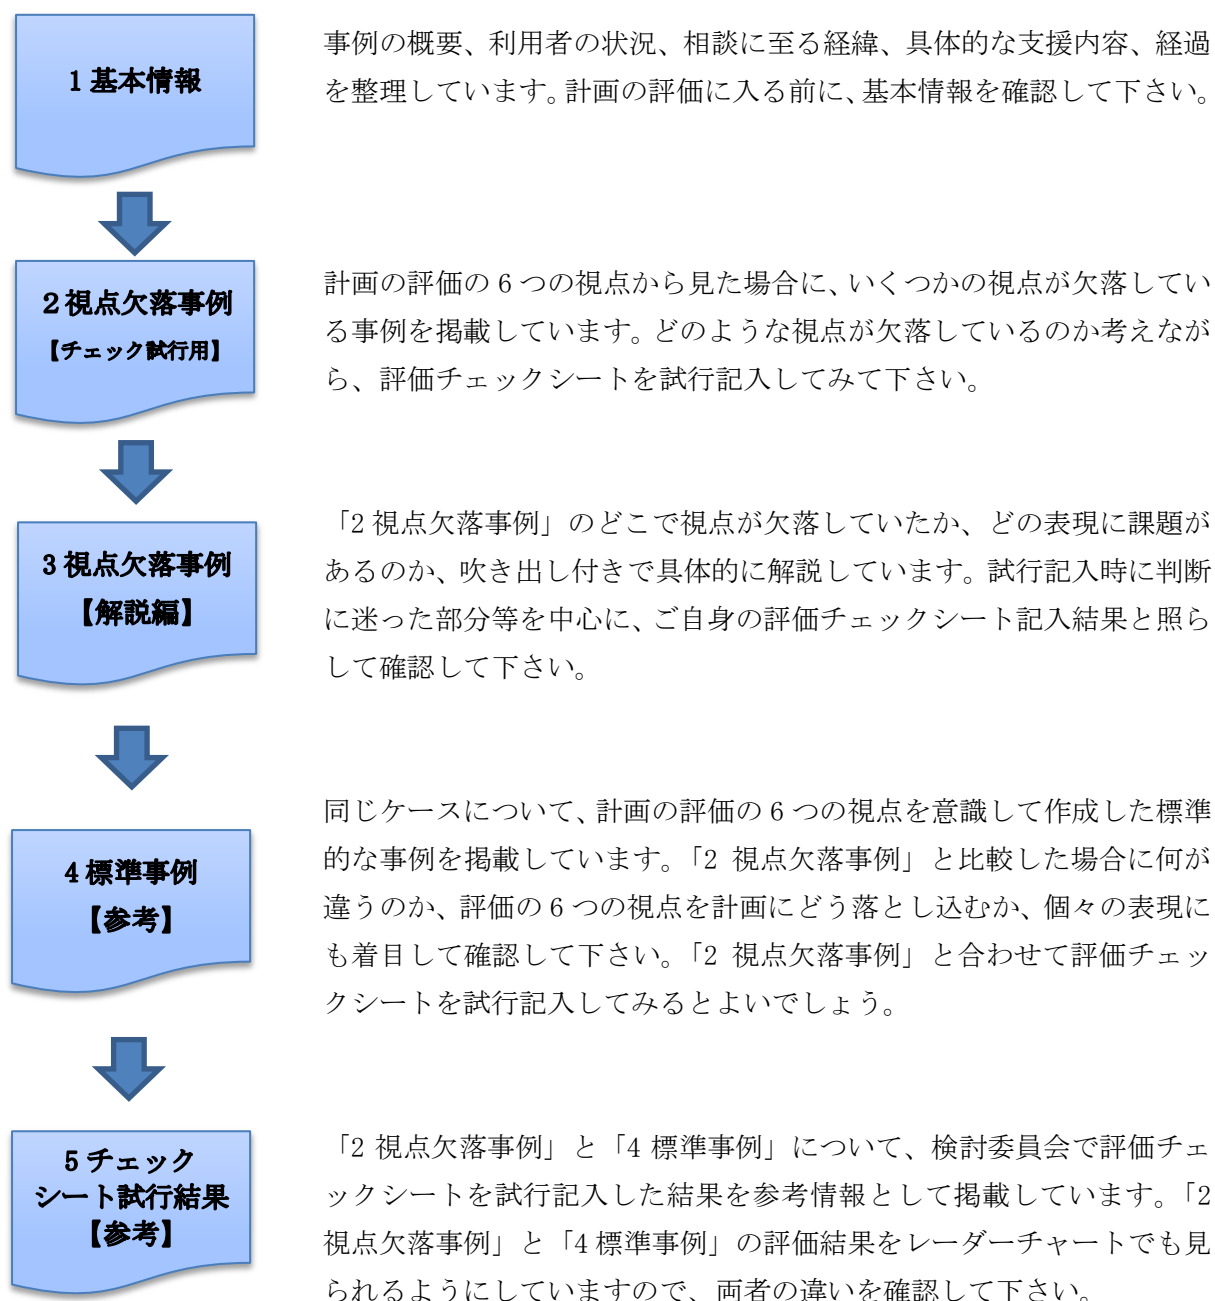 1 基本情報
事例の概要、利用者の状況、相談に至る経緯、具体的な支援内容、経過
を整理しています。計画の評価に入る前に、基本情報を確認して下さい。
２視点欠落事例
【チェック試行用】
計画の評価の 6 つの視点から見た場合に、いくつかの視点が欠落してい
る事例を掲載しています。どのような視点が欠落しているのか考えなが
ら、評価チェックシートを試行記入してみて下さい。
3 視点欠落事例
【解説編】
「2 視点欠落事例」のどこで視点が欠落していたか、どの表現に課題が
あるのか、吹き出し付きで具体的に解説しています。試行記入時に判断
に迷った部分等を中心に、ご自身の評価チェックシート記入結果と照ら
して確認して下さい。
4 標準事例
【参考】
同じケースについて、計画の評価の 6 つの視点を意識して作成した標準
的な事例を掲載しています。「2 視点欠落事例」と比較した場合に何が
違うのか、評価の 6 つの視点を計画にどう落とし込むか、個々の表現に
も着目して確認して下さい。「2 視点欠落事例」と合わせて評価チェッ
クシートを試行記入してみるとよいでしょう。
5 チェック
シート試行結果
【参考】
「2 視点欠落事例」と「4 標準事例」について、検討委員会で評価チェ
ックシートを試行記入した結果を参考情報として掲載しています。「2
視点欠落事例」と「4 標準事例」の評価結果をレーダーチャートでも見
られるようにしていますので、両者の違いを確認して下さい。